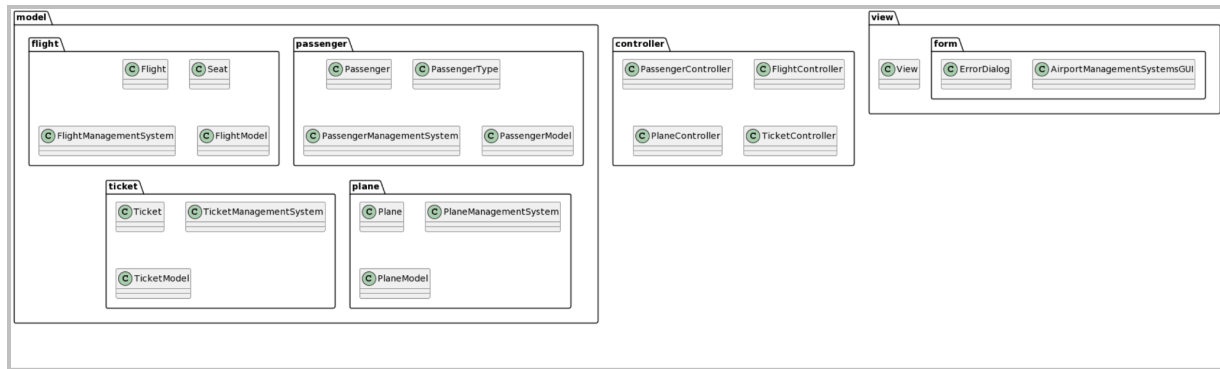 model
flight
C Flight
C Seat
C FlightManagementSystem
C FlightModel
passenger
C Passenger
C PassengerType
C PassengerManagementSystem
C PassengerModel
ticket
C Ticket
C TicketManagementSystem
C TicketModel
plane
C Plane
C PlaneManagementSystem
C PlaneModel
controller
C PassengerController
C FlightController
C PlaneController
C TicketController
view
C View
form
C ErrorDialog
C AirportManagementSystemsGUI